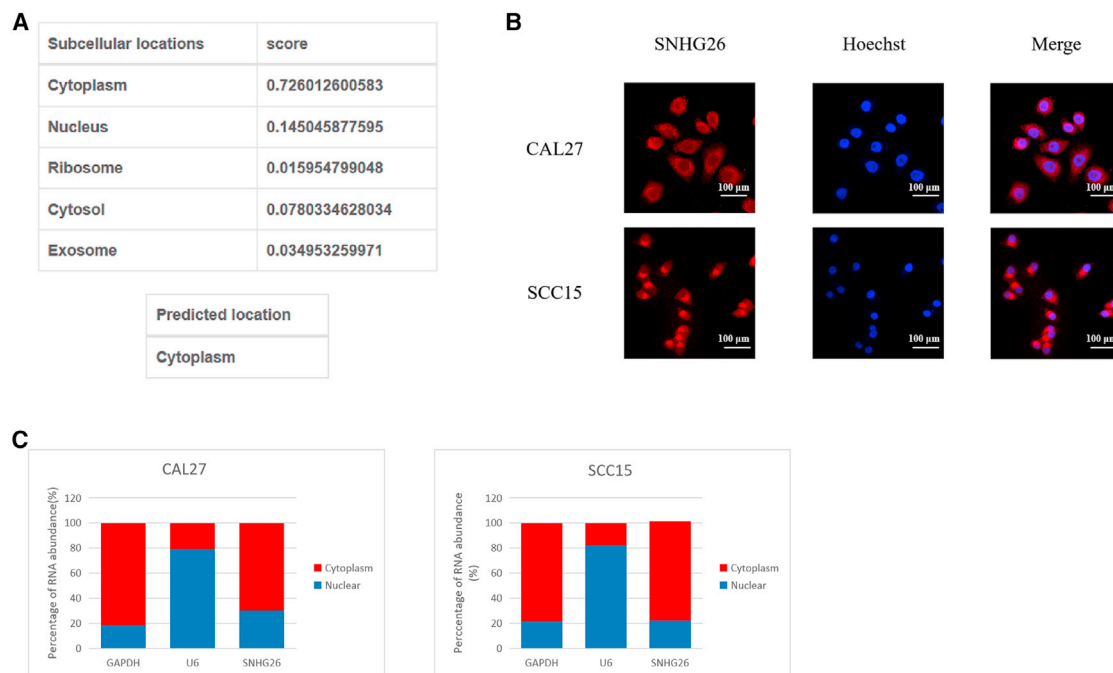 A
Subcellular locations score
Cytoplasm 0.726012600583
Nucleus 0.145045877595
Ribosome 0.015954799048
Cytosol 0.0780334628034
Exosome 0.034953259971
Predicted location
Cytoplasm
B
SNHG26 Hoechst Merge
CAL27
100 μm 100 μm 100 μm
SCC15
100 μm 100 μm 100 μm
C
CAL27
Percentage of RNA abundance(%)
120
100
80
60
40
20
0
GAPDH U6 SNHG26
Cytoplasm
Nuclear
SCC15
Perccentage of RNA abundance
(%)
120
100
80
60
40
20
0
GAPDH U6 SNHG26
Cytoplasm
Nuclear